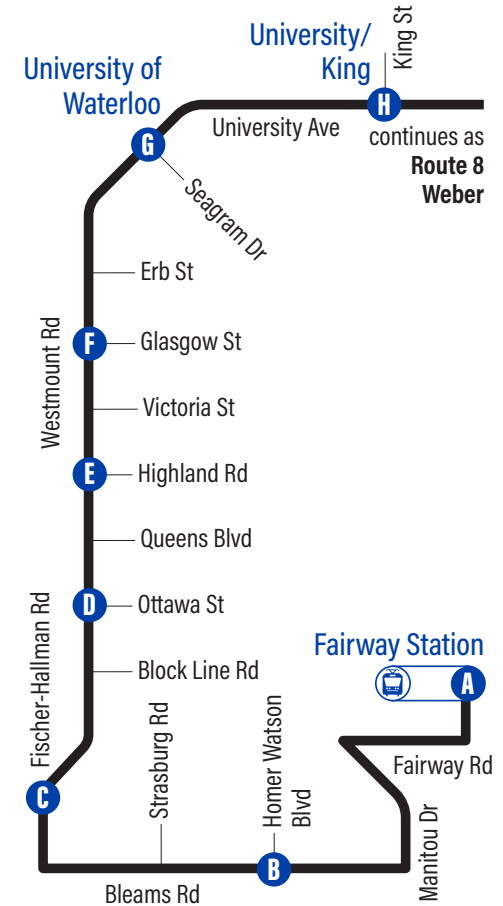 University/
King
King St
H
University of
Waterloo
University Ave
continues as
Route 8
Weber
G
Seagram Dr
Erb St
Westmount Rd
F
Glasgow St
Victoria St
E
Highland Rd
Queens Blvd
D
Ottawa St
Fischer-Hallman Rd
Block Line Rd
Fairway Station
A
Fairway Rd
C
Strasburg Rd
Homer Watson
Blvd
Manitou Dr
B
Bleams Rd